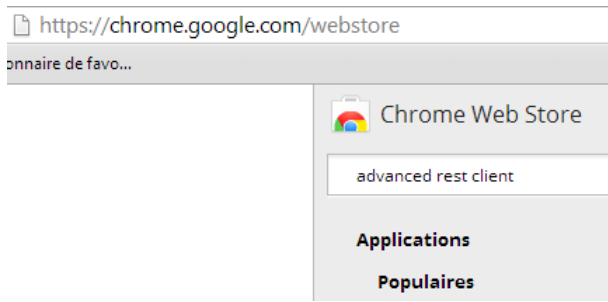 https://chrome.google.com/webstore
onnaire de favo...
Chrome Web Store
advanced rest client
Applications
Populaires